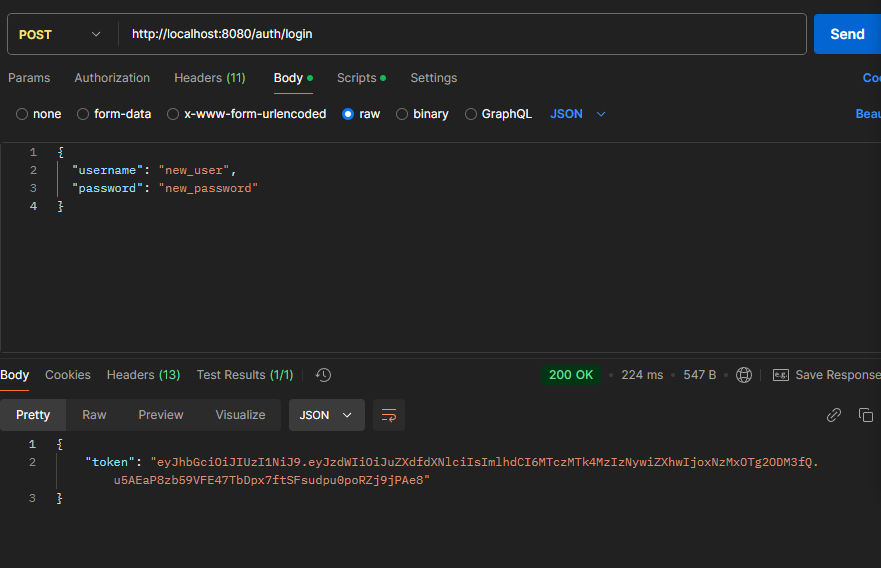 POST http://localhost:8080/auth/login Send
Params Authorization Headers (11) Body Scripts Settings
none form-data x-www-form-urlencoded raw binary GraphQL JSON
1 {
2 "username": "new_user",
3 "password": "new_password"
4 }
Body Cookies Headers (13) Test Results (1/1) 200 OK 224 ms 547 B e.g. Save Response
Pretty Raw Preview Visualize JSON
1 {
2 "token": "eyJhbGciOiJIUzI1NiJ9.eyJzdWIiOiJuZXdfdXNlciIsImlhdCI6MTczMTk4MzIzNywiZXhwIjoxNzMxOTg2ODM3fQ.
u5AEaP8zb59VFE47TbDpx7ftSFsudpu0poRZj9jPAe8"
3 }